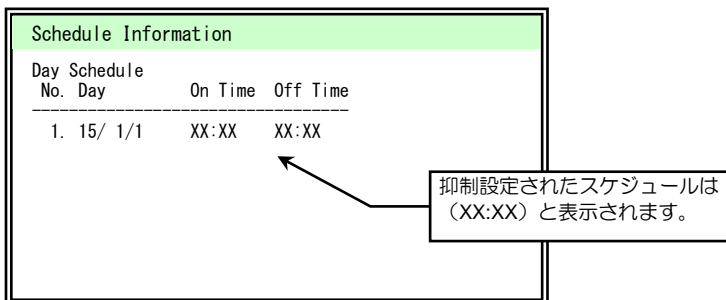 Schedule Information
Day Schedule
No. Day On Time Off Time
----------------------------------
1. 15/ 1/1 XX:XX XX:XX
抑制設定されたスケジュールは
（XX:XX）と表示されます。